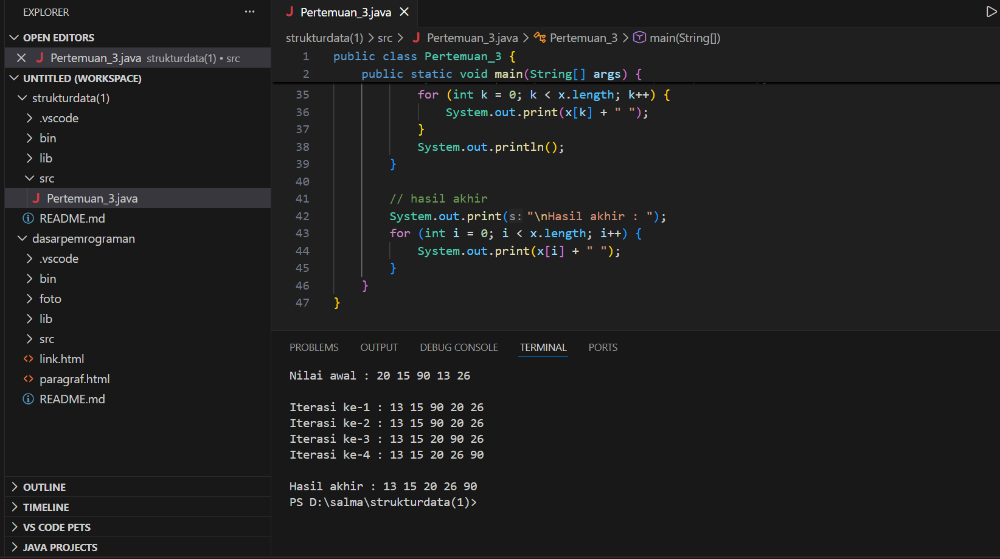 EXPLORER
OPEN EDITORS
Pertemuan_3.java strukturdata(1) • src
UNTITLED (WORKSPACE)
strukturdata(1)
.vscode
bin
lib
src
Pertemuan_3.java
README.md
dasarpemrograman
.vscode
bin
foto
lib
src
link.html
paragraf.html
README.md
OUTLINE
TIMELINE
VS CODE PETS
JAVA PROJECTS
Pertemuan_3.java
strukturdata(1) > src > Pertemuan_3.java > Pertemuan_3 > main(String[])
1 public class Pertemuan_3 {
2 public static void main(String[] args) {
35 for (int k = 0; k < x.length; k++) {
36 System.out.print(x[k] + " ");
37 }
38 System.out.println();
39 }
40
41 // hasil akhir
42 System.out.print(s: "\nHasil akhir : ");
43 for (int i = 0; i < x.length; i++) {
44 System.out.print(x[i] + " ");
45 }
46 }
47 }
PROBLEMS OUTPUT DEBUG CONSOLE TERMINAL PORTS
Nilai awal : 20 15 90 13 26
Iterasi ke-1 : 13 15 90 20 26
Iterasi ke-2 : 13 15 90 20 26
Iterasi ke-3 : 13 15 20 90 26
Iterasi ke-4 : 13 15 20 26 90
Hasil akhir : 13 15 20 26 90
PS D:\salma\strukturdata(1)>